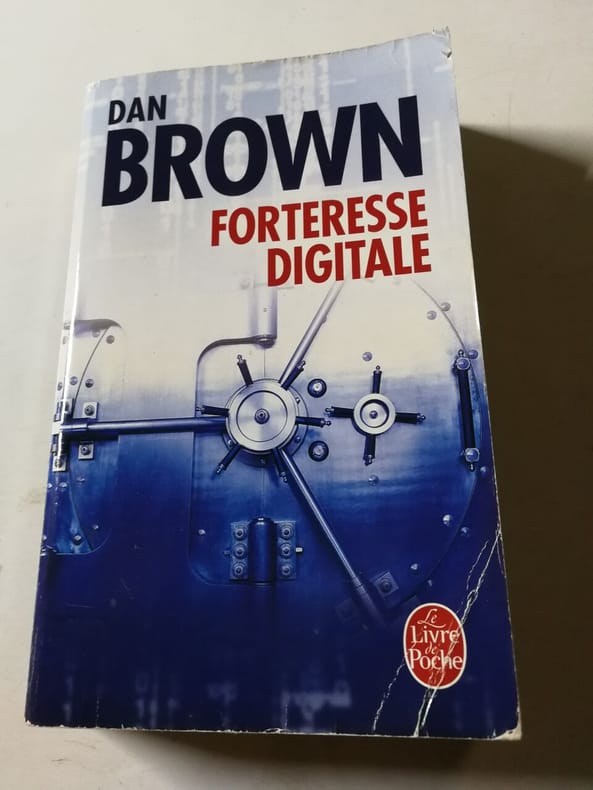 DAN
BROWN
FORTERESSE
DIGITALE
Le
Livre
de
Poche